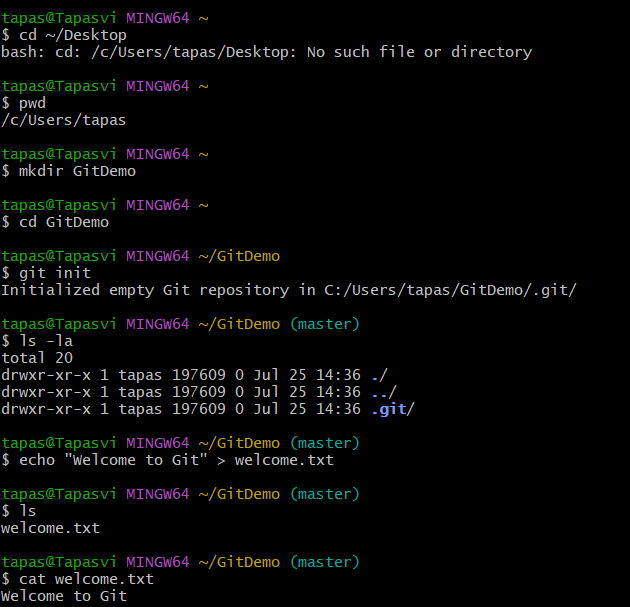 tapas@Tapasvi MINGW64 ~
$ cd ~/Desktop
bash: cd: /c/Users/tapas/Desktop: No such file or directory
tapas@Tapasvi MINGW64 ~
$ pwd
/c/Users/tapas
tapas@Tapasvi MINGW64 ~
$ mkdir GitDemo
tapas@Tapasvi MINGW64 ~
$ cd GitDemo
tapas@Tapasvi MINGW64 ~/GitDemo
$ git init
Initialized empty Git repository in C:/Users/tapas/GitDemo/.git/
tapas@Tapasvi MINGW64 ~/GitDemo (master)
$ ls -la
total 20
drwxr-xr-x 1 tapas 197609 0 Jul 25 14:36 ./
drwxr-xr-x 1 tapas 197609 0 Jul 25 14:36 ../
drwxr-xr-x 1 tapas 197609 0 Jul 25 14:36 .git/
tapas@Tapasvi MINGW64 ~/GitDemo (master)
$ echo "Welcome to Git" > welcome.txt
tapas@Tapasvi MINGW64 ~/GitDemo (master)
$ ls
welcome.txt
tapas@Tapasvi MINGW64 ~/GitDemo (master)
$ cat welcome.txt
Welcome to Git